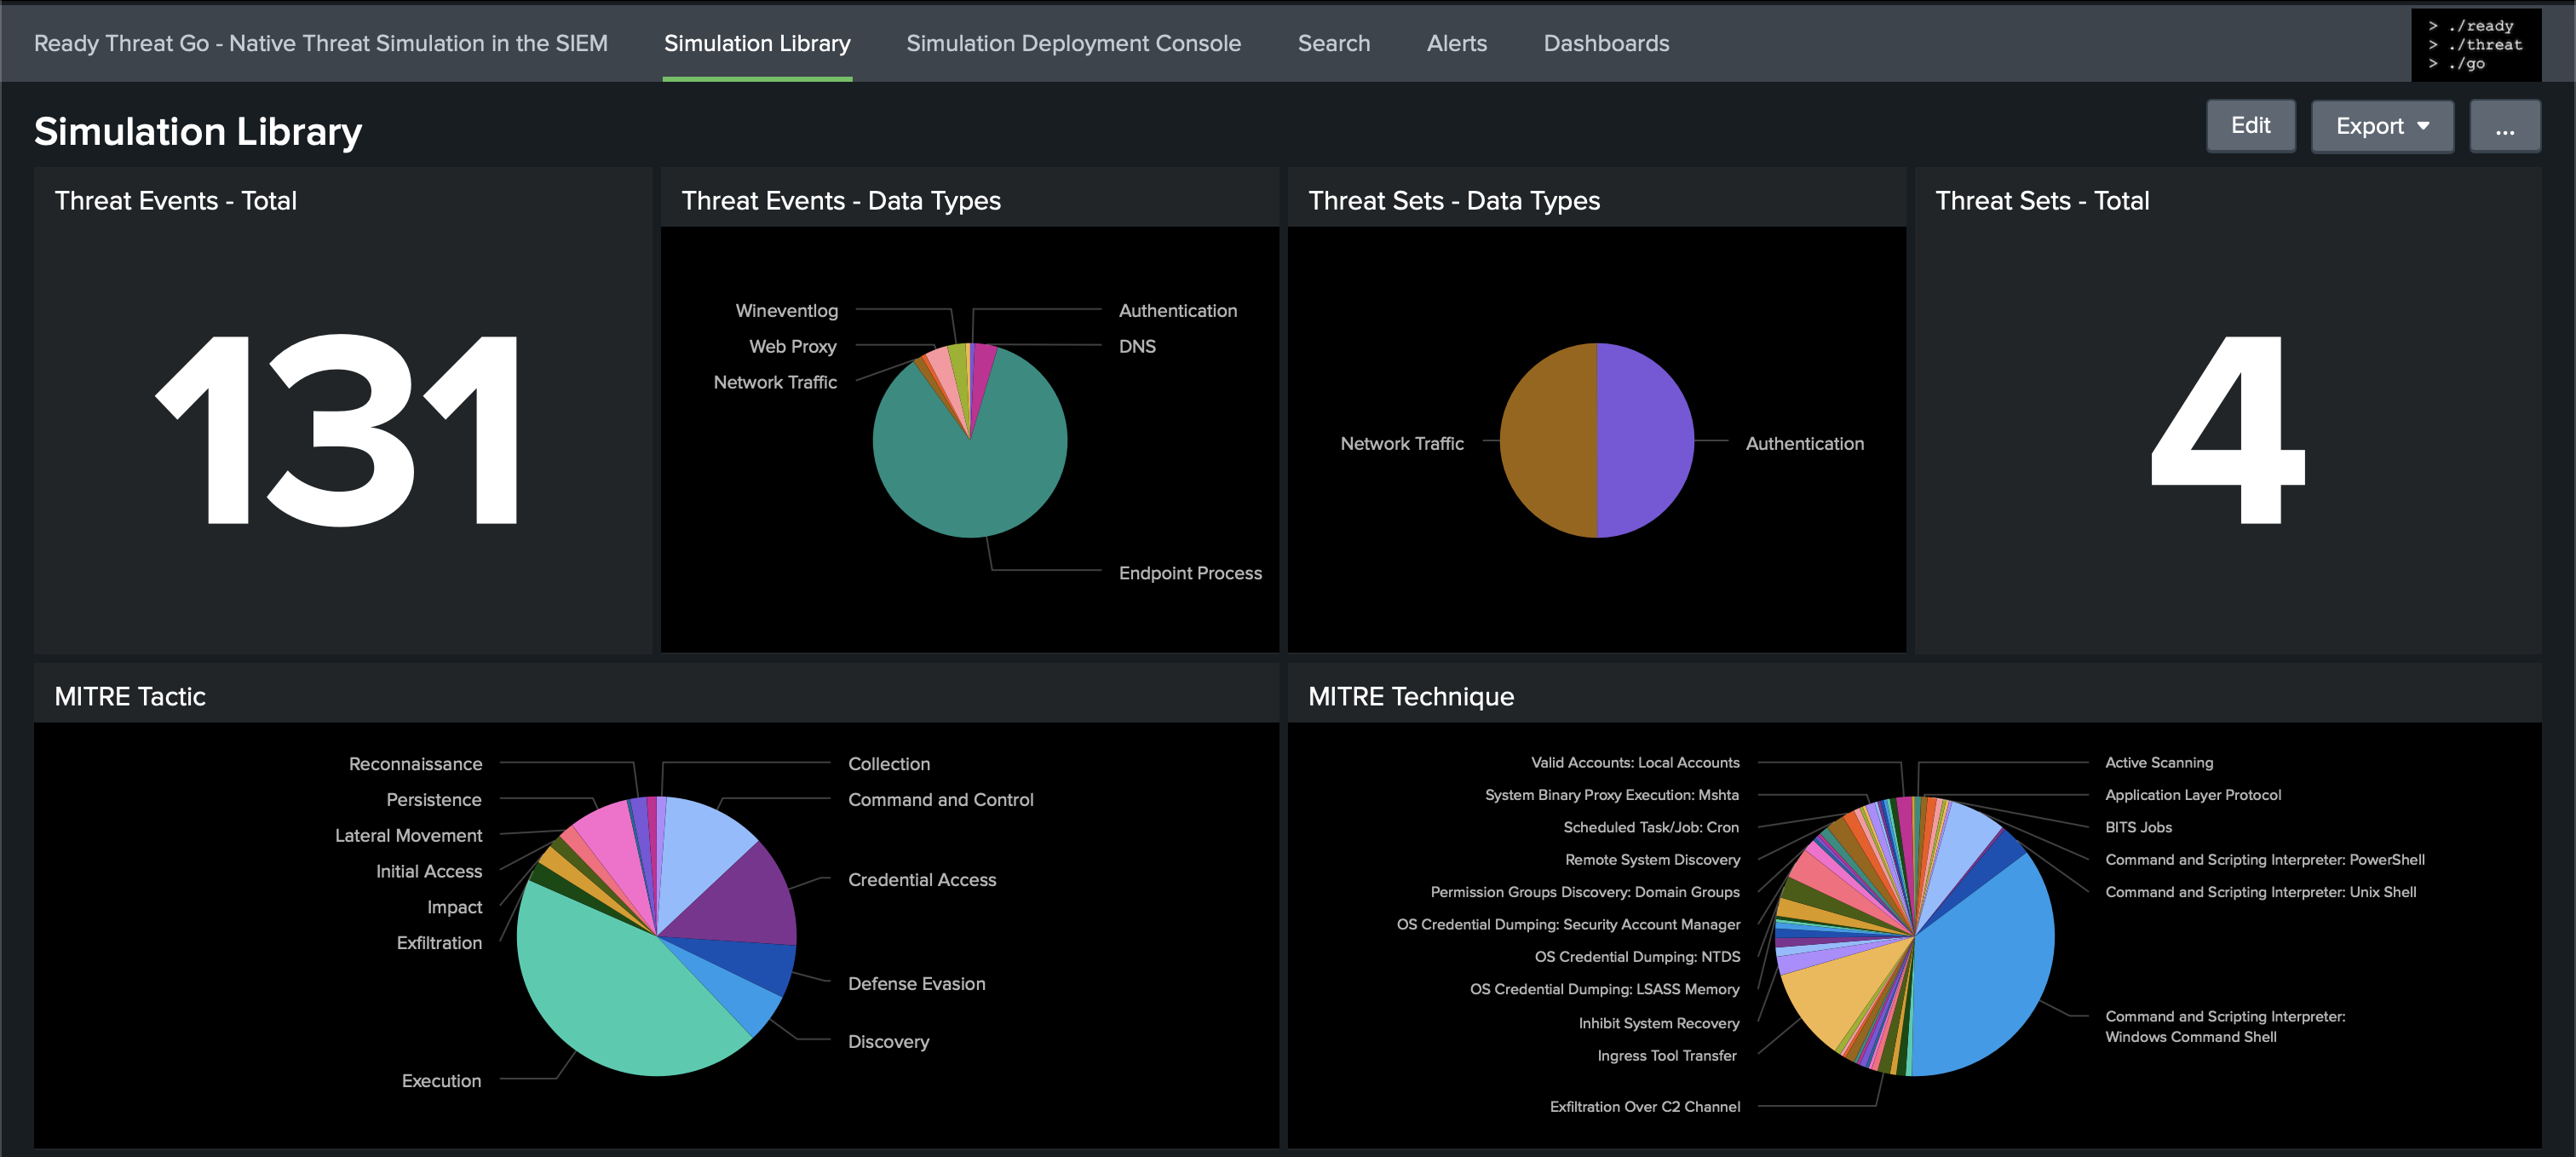 Ready Threat Go - Native Threat Simulation in the SIEM
Simulation Library
Simulation Deployment Console
Search
Alerts
Dashboards
> ./ready
> ./threat
> ./go
Simulation Library
Edit
Export
...
Threat Events - Total
131
Threat Events - Data Types
Wineventlog
Web Proxy
Network Traffic
Authentication
DNS
Endpoint Process
Threat Sets - Data Types
Network Traffic
Authentication
Threat Sets - Total
4
MITRE Tactic
Reconnaissance
Persistence
Lateral Movement
Initial Access
Impact
Exfiltration
Execution
Collection
Command and Control
Credential Access
Defense Evasion
Discovery
MITRE Technique
Valid Accounts: Local Accounts
System Binary Proxy Execution: Mshta
Scheduled Task/Job: Cron
Remote System Discovery
Permission Groups Discovery: Domain Groups
OS Credential Dumping: Security Account Manager
OS Credential Dumping: NTDS
OS Credential Dumping: LSASS Memory
Inhibit System Recovery
Ingress Tool Transfer
Exfiltration Over C2 Channel
Active Scanning
Application Layer Protocol
BITS Jobs
Command and Scripting Interpreter: PowerShell
Command and Scripting Interpreter: Unix Shell
Command and Scripting Interpreter:
Windows Command Shell